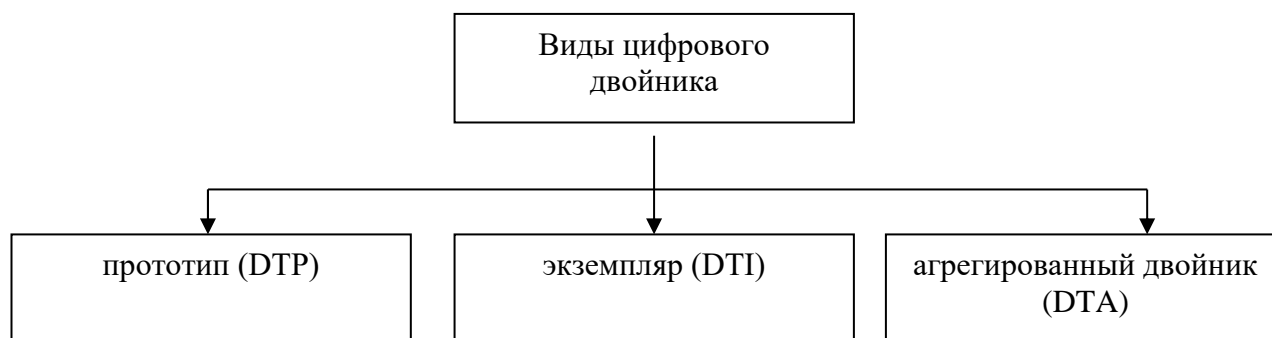 Виды цифрового
двойника
прототип (DTP)
экземпляр (DTI)
агрегированный двойник
(DTA)